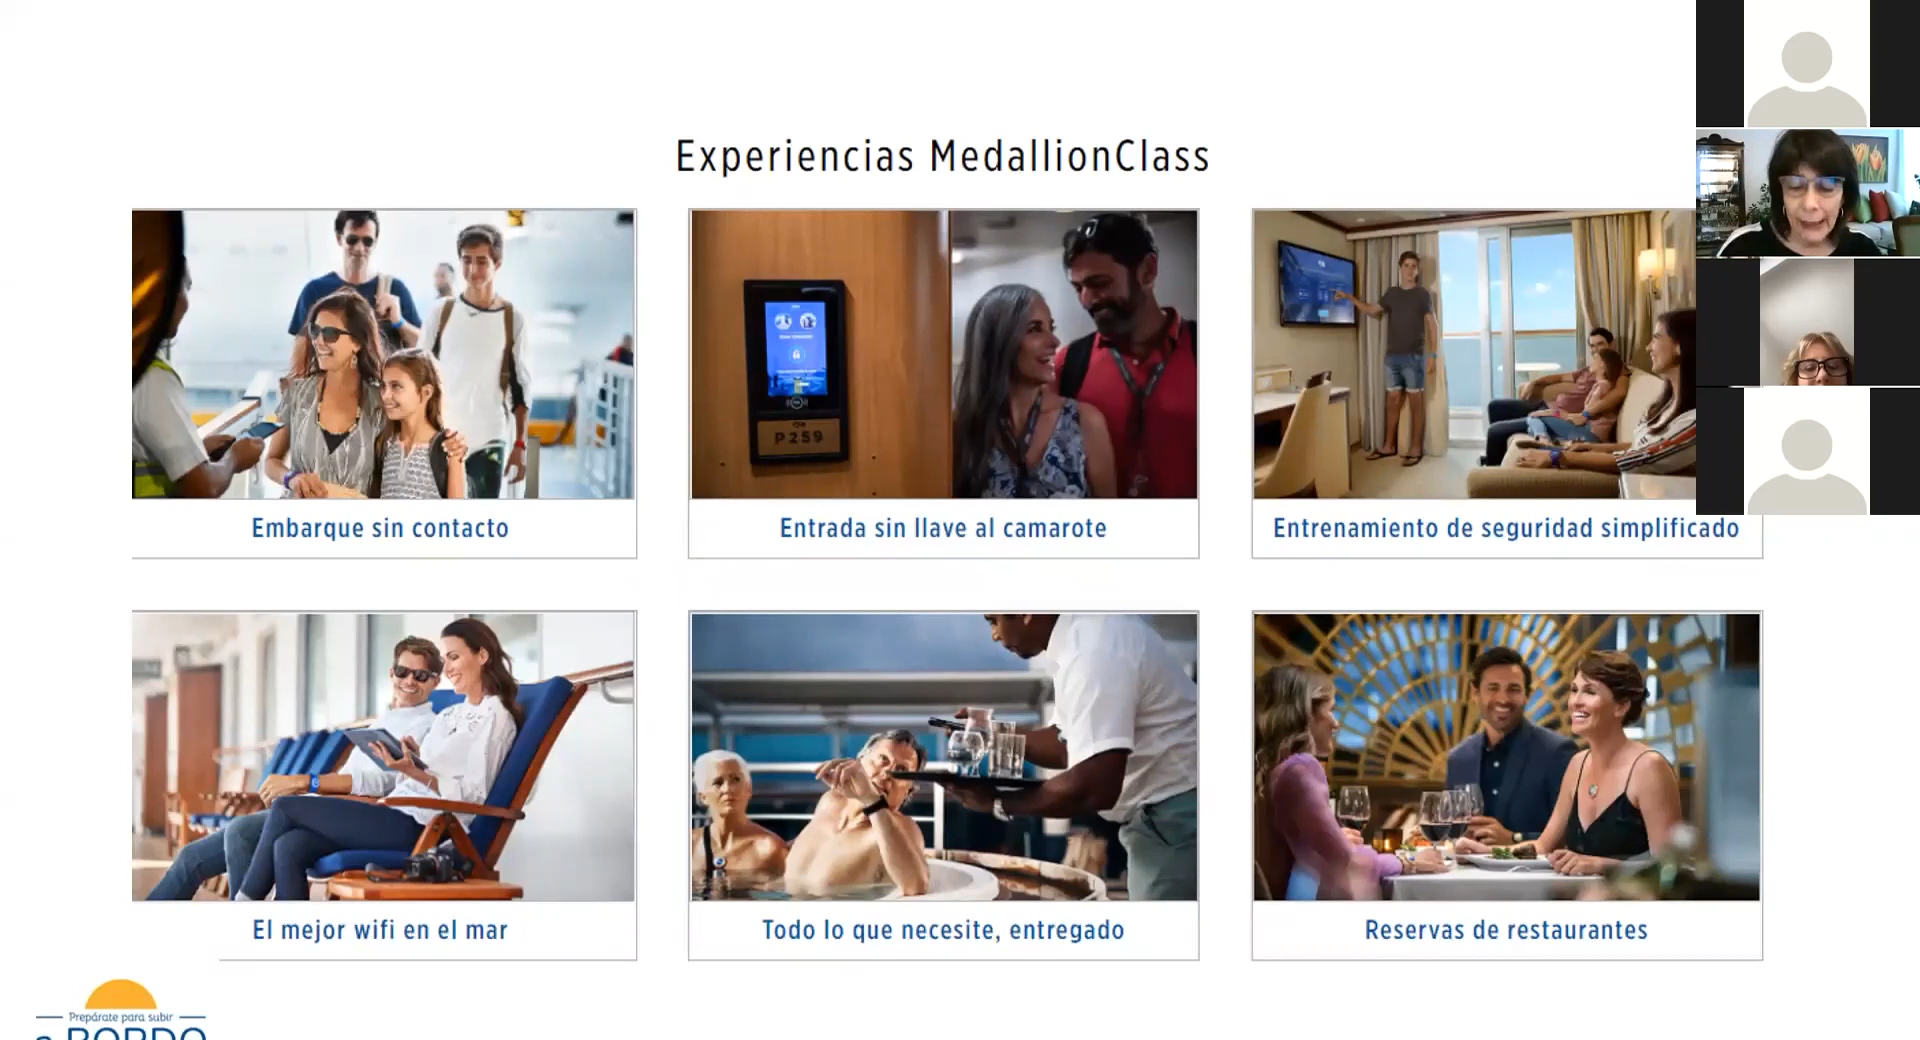 Experiencias MedallionClass
P259
Embarque sin contacto
Entrada sin llave al camarote
Entrenamiento de seguridad simplificado
El mejor wifi en el mar
Todo lo que necesite, entregado
Reservas de restaurantes
Prepárate para subir
a BORDO